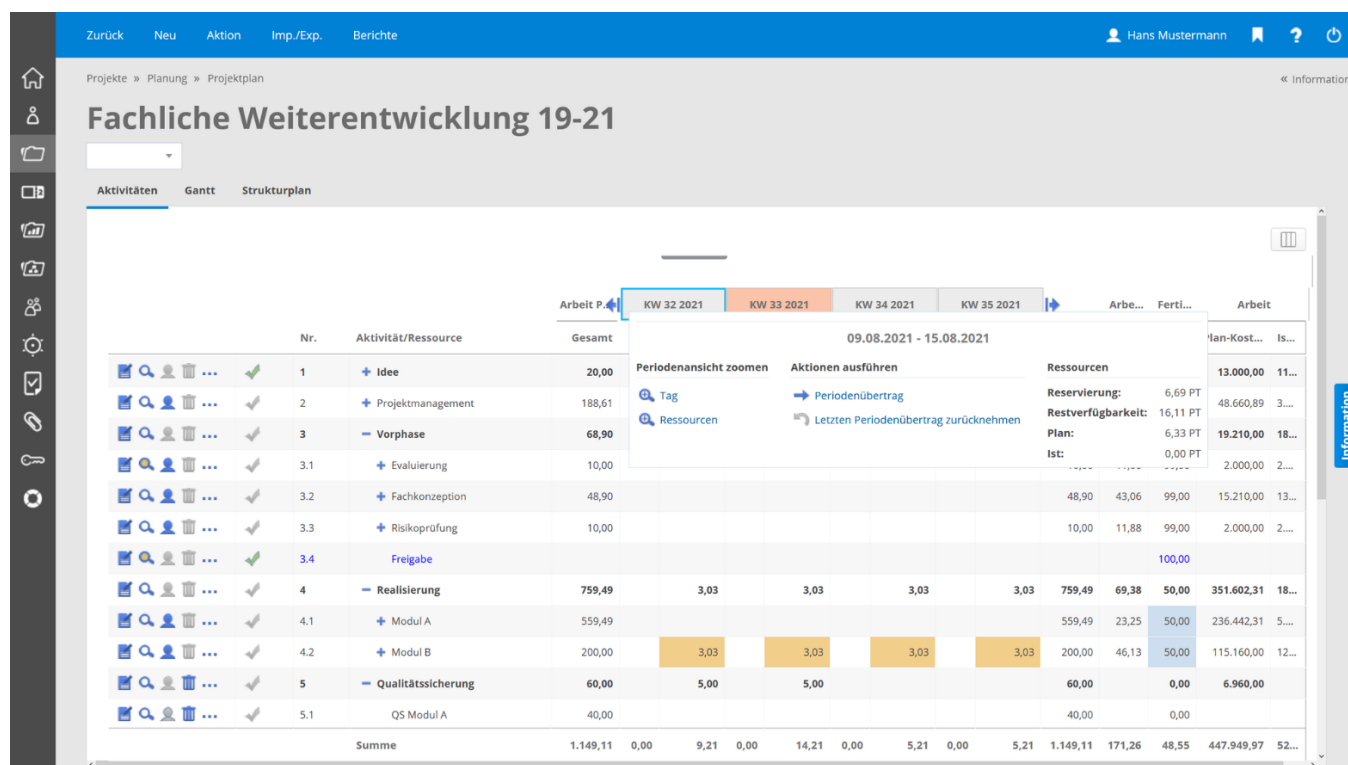 Zurück Neu Aktion Imp./Exp. Berichte Hans Mustermann ?
Projekte » Planung » Projektplan « Information
Fachliche Weiterentwicklung 19-21
Aktivitäten Gantt Strukturplan
Arbeit P. KW 32 2021 KW 33 2021 KW 34 2021 KW 35 2021 Arbe... Ferti... Arbeit
Nr. Aktivität/Ressource Gesamt 09.08.2021 - 15.08.2021 Plan-Kost... Is...
Periodenansicht zoomen Aktionen ausführen Ressourcen
Tag Periodenübertrag Reservierung: 6,69 PT
Ressourcen Letzten Periodenübertrag zurücknehmen Restverfügbarkeit: 16,11 PT
Plan: 6,33 PT
Ist: 0,00 PT
1 + Idee 20,00 13.000,00 11...
2 + Projektmanagement 188,61 48.660,89 3....
3 − Vorphase 68,90 19.210,00 18...
3.1 + Evaluierung 10,00 2.000,00 2....
3.2 + Fachkonzeption 48,90 48,90 43,06 99,00 15.210,00 13...
3.3 + Risikoprüfung 10,00 10,00 11,88 99,00 2.000,00 2....
3.4 Freigabe 100,00
4 − Realisierung 759,49 3,03 3,03 3,03 3,03 759,49 69,38 50,00 351.602,31 18...
4.1 + Modul A 559,49 559,49 23,25 50,00 236.442,31 5....
4.2 + Modul B 200,00 3,03 3,03 3,03 3,03 200,00 46,13 50,00 115.160,00 12...
5 − Qualitätssicherung 60,00 5,00 5,00 60,00 0,00 6.960,00
5.1 QS Modul A 40,00 40,00 0,00
Summe 1.149,11 0,00 9,21 0,00 14,21 0,00 5,21 0,00 5,21 1.149,11 171,26 48,55 447.949,97 52...
Information